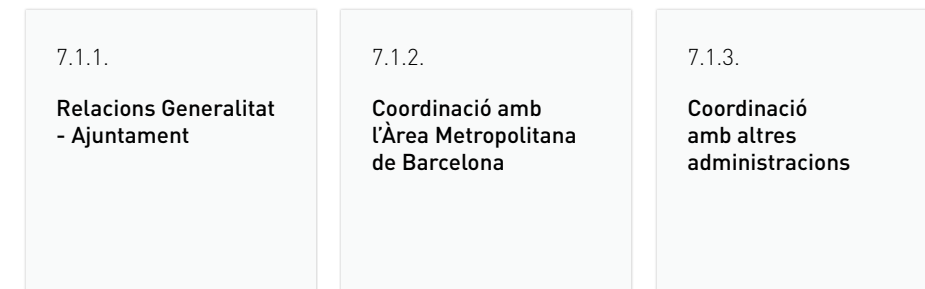 7.1.1.
Relacions Generalitat
- Ajuntament
7.1.2.
Coordinació amb
l'Àrea Metropolitana
de Barcelona
7.1.3.
Coordinació
amb altres
administracions